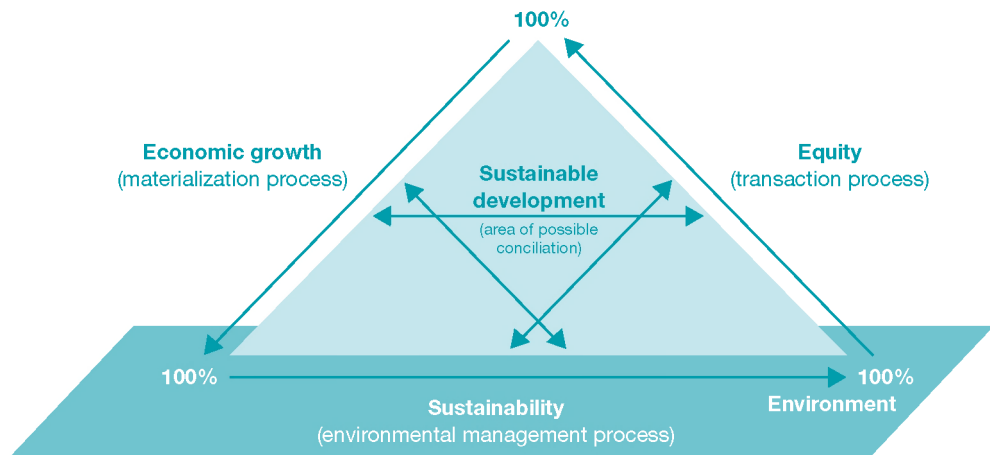 100%
Economic growth
(materialization process)
Equity
(transaction process)
Sustainable
development
(area of possible
conciliation)
100%
100%
Environment
Sustainability
(environmental management process)